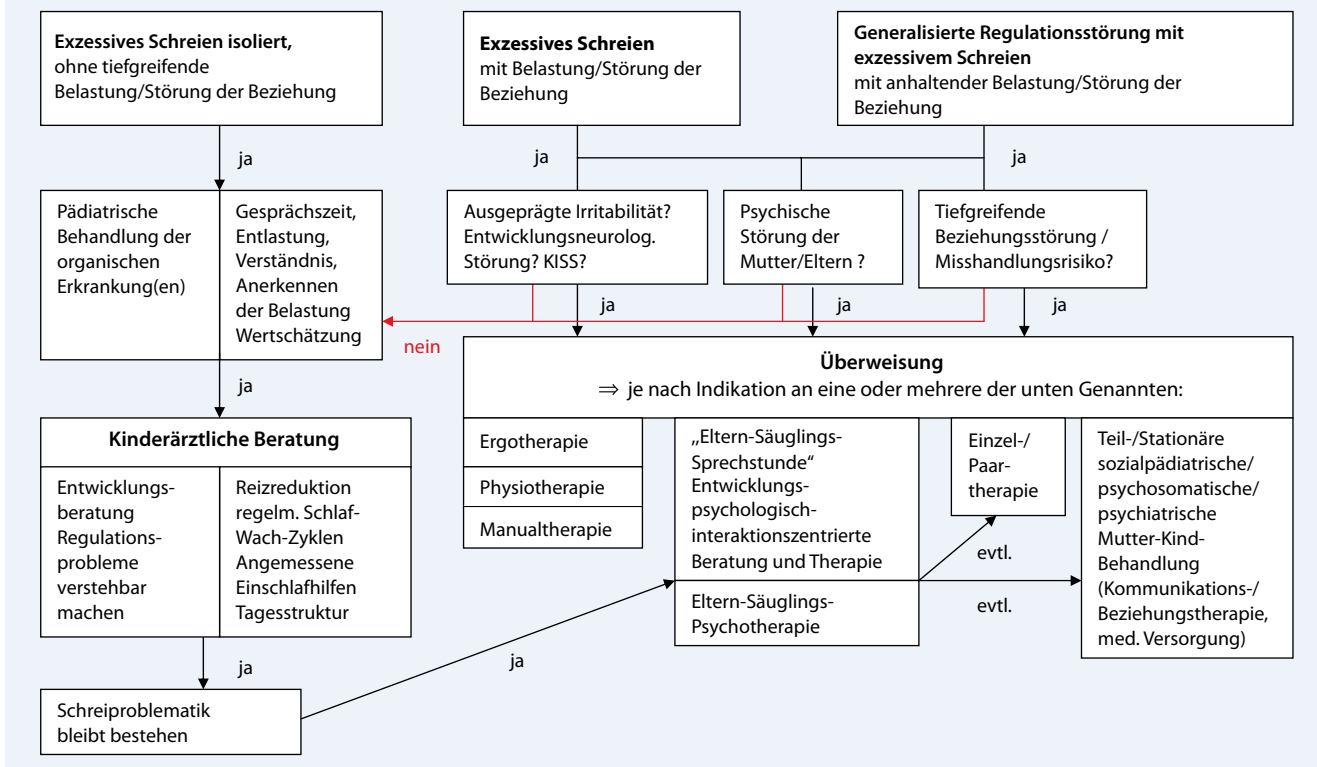 Exzessives Schreien isoliert,
ohne tiefgreifende
Belastung/Störung der Beziehung
Exzessives Schreien
mit Belastung/Störung der
Beziehung
Generalisierte Regulationsstörung mit
exzessivem Schreien
mit anhaltender Belastung/Störung der
Beziehung
ja
ja
ja
Pädiatrische
Behandlung der
organischen
Erkrankung(en)
Gesprächszeit,
Entlastung,
Verständnis,
Anerkennen
der Belastung
Wertschätzung
Ausgeprägte Irritabilität?
Entwicklungsneurolog.
Störung? KISS?
Psychische
Störung der
Mutter/Eltern ?
Tiefgreifende
Beziehungsstörung /
Misshandlungsrisiko?
ja
ja
ja
nein
ja
Überweisung
⇒ je nach Indikation an eine oder mehrere der unten Genannten:
Kinderärztliche Beratung
Entwicklungs-
beratung
Regulations-
probleme
verstehbar
machen
Reizreduktion
regelm. Schlaf-
Wach-Zyklen
Angemessene
Einschlafhilfen
Tagesstruktur
Ergotherapie
Physiotherapie
Manualtherapie
„Eltern-Säuglings-
Sprechstunde“
Entwicklungs-
psychologisch-
interaktionszentrierte
Beratung und Therapie
Eltern-Säuglings-
Psychotherapie
Einzel-/
Paar-
therapie
evtl.
evtl.
Teil-/Stationäre
sozialpädiatrische/
psychosomatische/
psychiatrische
Mutter-Kind-
Behandlung
(Kommunikations-/
Beziehungstherapie,
med. Versorgung)
ja
ja
Schreiproblematik
bleibt bestehen